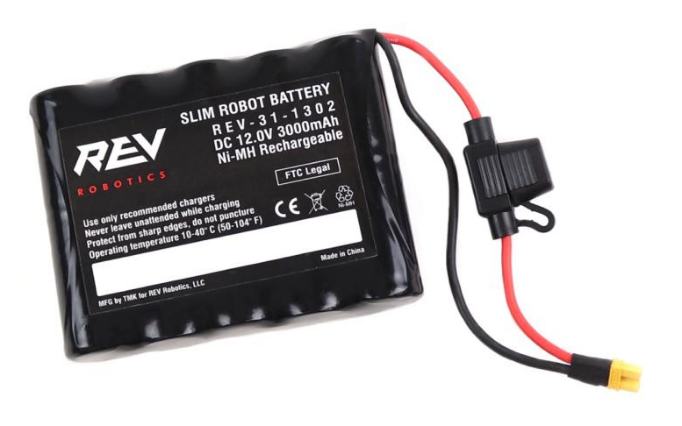 SLIM ROBOT BATTERY
REV-31-1302
DC 12.0V 3000mAh
Ni-MH Rechargeable
REV
ROBOTICS
FTC Legal
Use only recommended chargers
Never leave unattended while charging
Protect from sharp edges, do not puncture
Operating temperature 10-40° C (50-104° F)
CE
Made in China
MFG by TMK for REV Robotics, LLC